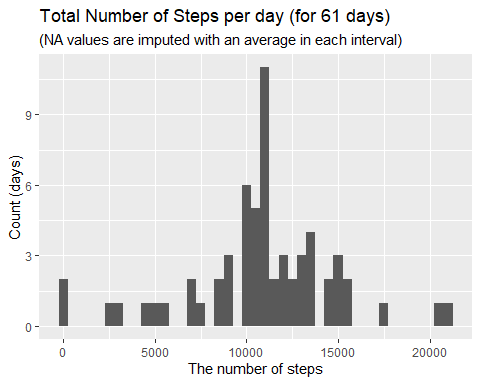 Total Number of Steps per day (for 61 days)
(NA values are imputed with an average in each interval)
Count (days)
9
6
3
0
0 5000 10000 15000 20000
The number of steps